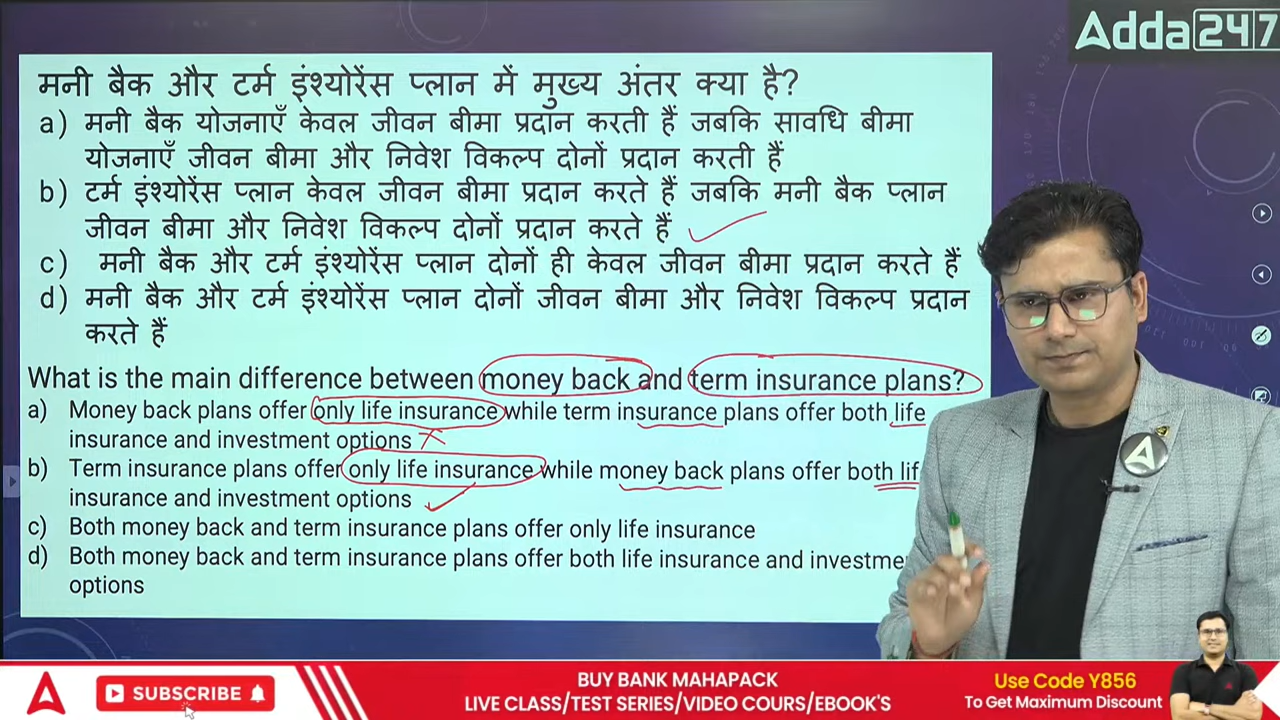 Adda247
मनी बैक और टर्म इंश्योरेंस प्लान में मुख्य अंतर क्या है?
a) मनी बैक योजनाएँ केवल जीवन बीमा प्रदान करती हैं जबकि सावधि बीमा
योजनाएँ जीवन बीमा और निवेश विकल्प दोनों प्रदान करती हैं
b) टर्म इंश्योरेंस प्लान केवल जीवन बीमा प्रदान करते हैं जबकि मनी बैक प्लान
जीवन बीमा और निवेश विकल्प दोनों प्रदान करते हैं
c) मनी बैक और टर्म इंश्योरेंस प्लान दोनों ही केवल जीवन बीमा प्रदान करते हैं
d) मनी बैक और टर्म इंश्योरेंस प्लान दोनों जीवन बीमा और निवेश विकल्प प्रदान
करते हैं
What is the main difference between money back and term insurance plans?
a) Money back plans offer only life insurance while term insurance plans offer both life
insurance and investment options
b) Term insurance plans offer only life insurance while money back plans offer both lif
insurance and investment options
c) Both money back and term insurance plans offer only life insurance
d) Both money back and term insurance plans offer both life insurance and investme
options
SUBSCRIBE
BUY BANK MAHAPACK
LIVE CLASS/TEST SERIES/VIDEO COURS/EBOOK'S
Use Code Y856
To Get Maximum Discount